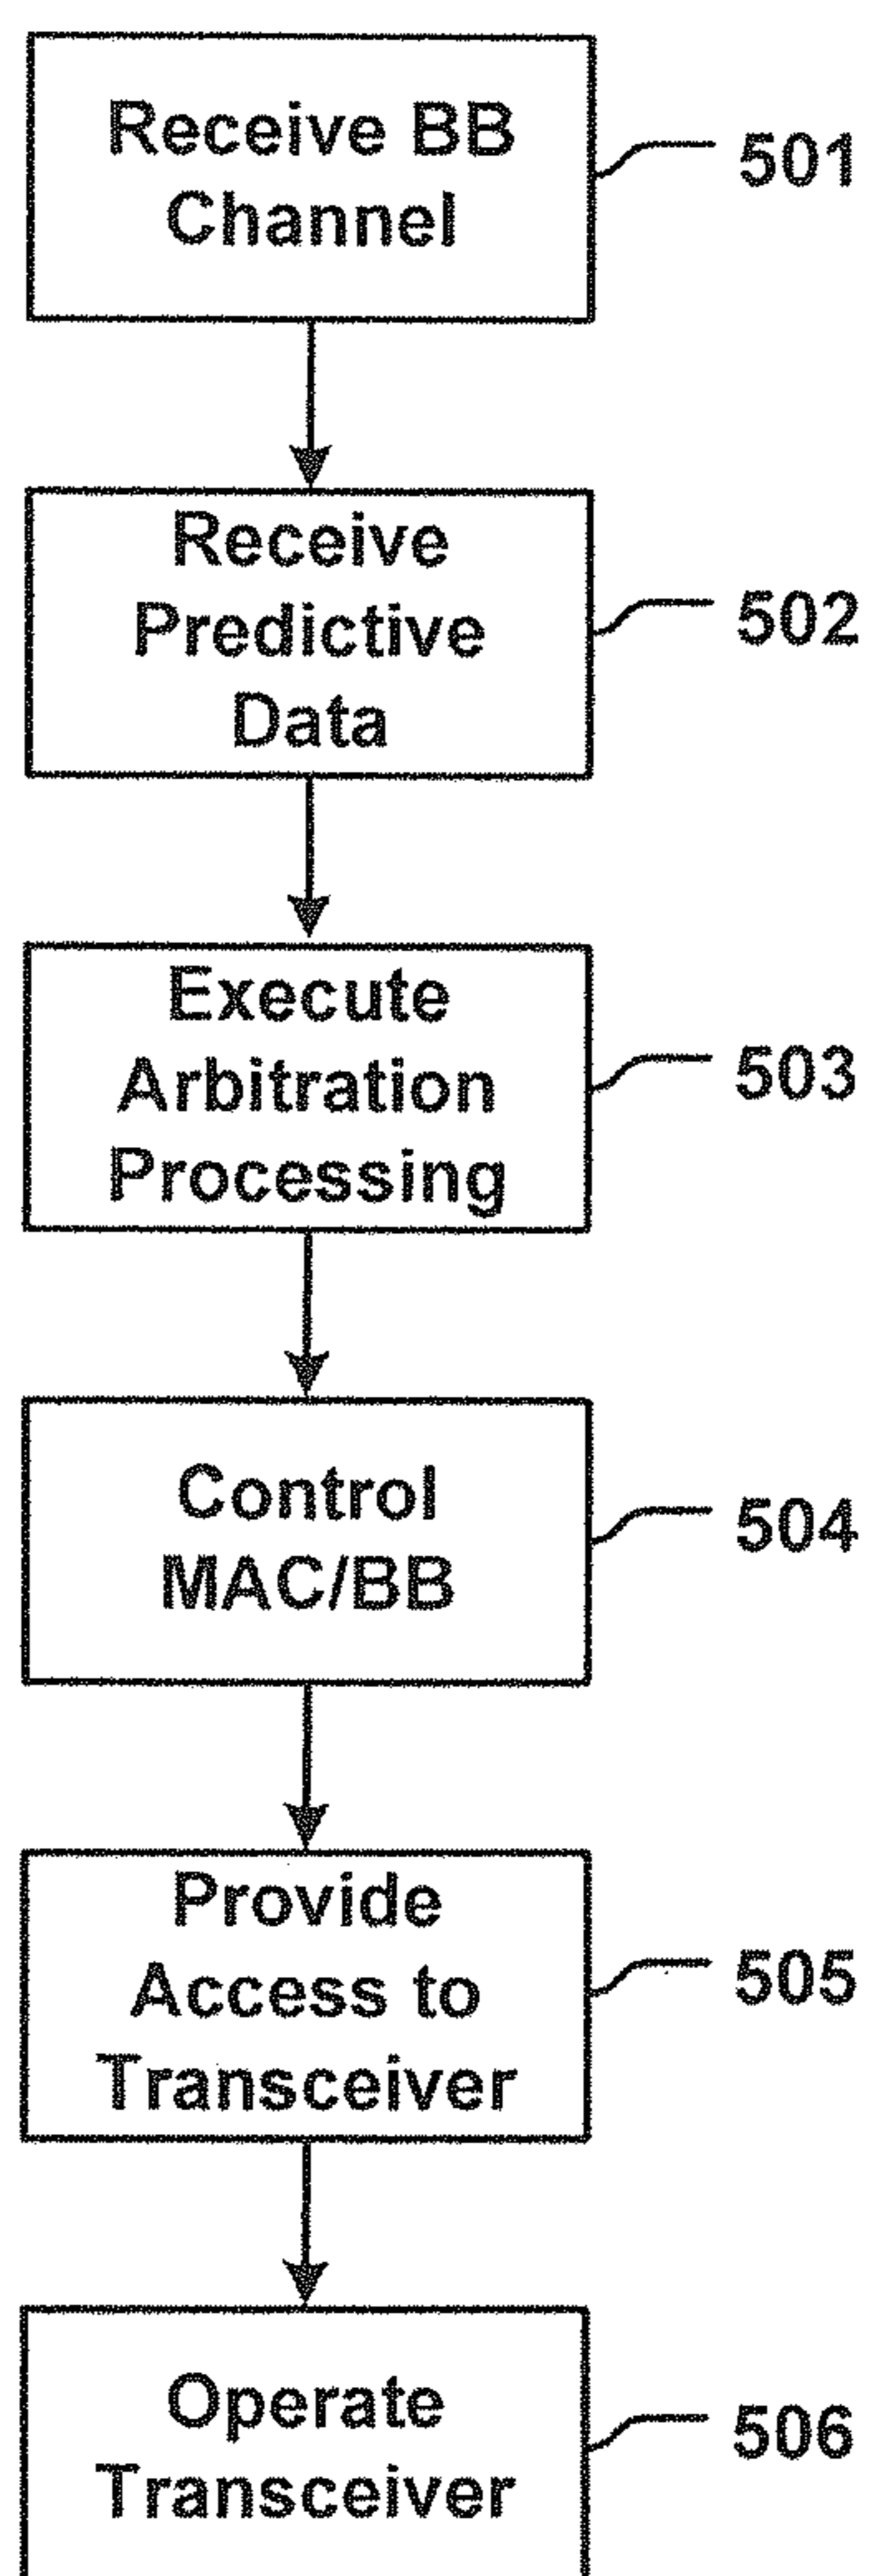 Receive BB
Channel
501
Receive
Predictive
Data
502
Execute
Arbitration
Processing
503
Control
MAC/BB
504
Provide
Access to
Transceiver
505
Operate
Transceiver
506